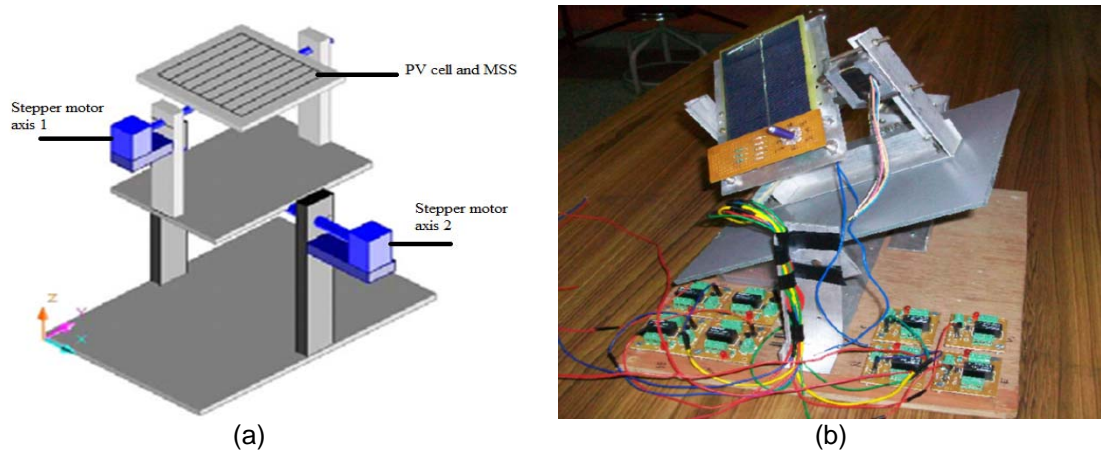 PV cell and MSS
Stepper motor
axis 1
Stepper motor
axis 2
Z
Y
X
(a)
(b)